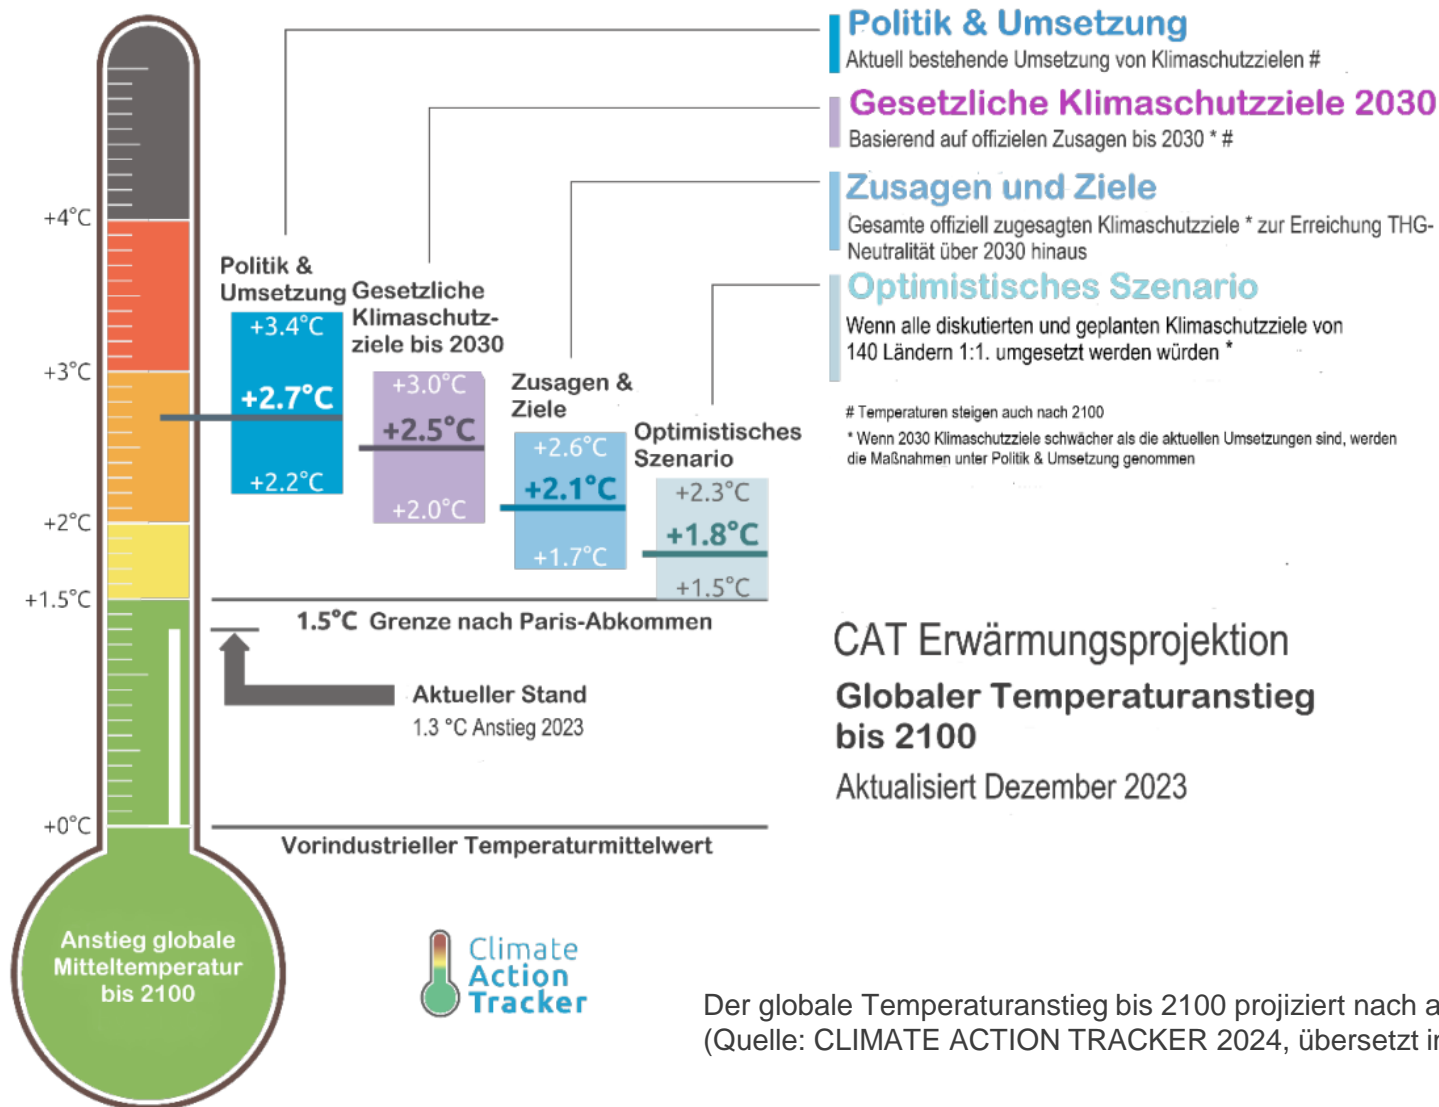 Politik & Umsetzung
Aktuell bestehende Umsetzung von Klimaschutzzielen #
Gesetzliche Klimaschutzziele 2030
Basierend auf offizielen Zusagen bis 2030 * #
Zusagen und Ziele
Gesamte offiziell zugesagten Klimaschutzziele * zur Erreichung THG-
Neutralität über 2030 hinaus
Optimistisches Szenario
Wenn alle diskutierten und geplanten Klimaschutzziele von
140 Ländern 1:1. umgesetzt werden würden *
# Temperaturen steigen auch nach 2100
* Wenn 2030 Klimaschutzziele schwächer als die aktuellen Umsetzungen sind, werden
die Maßnahmen unter Politik & Umsetzung genommen
+4°C
+3°C
+2°C
+1.5°C
+0°C
Politik &
Umsetzung
+3.4°C
+2.7°C
+2.2°C
Gesetzliche
Klimaschutz-
ziele bis 2030
+3.0°C
+2.5°C
+2.0°C
Zusagen &
Ziele
+2.6°C
+2.1°C
+1.7°C
Optimistisches
Szenario
+2.3°C
+1.8°C
+1.5°C
1.5°C Grenze nach Paris-Abkommen
Aktueller Stand
1.3 °C Anstieg 2023
Vorindustrieller Temperaturmittelwert
CAT Erwärmungsprojektion
Globaler Temperaturanstieg
bis 2100
Aktualisiert Dezember 2023
Anstieg globale
Mitteltemperatur
bis 2100
Climate
Action
Tracker
Der globale Temperaturanstieg bis 2100 projiziert nach
(Quelle: CLIMATE ACTION TRACKER 2024, übersetzt